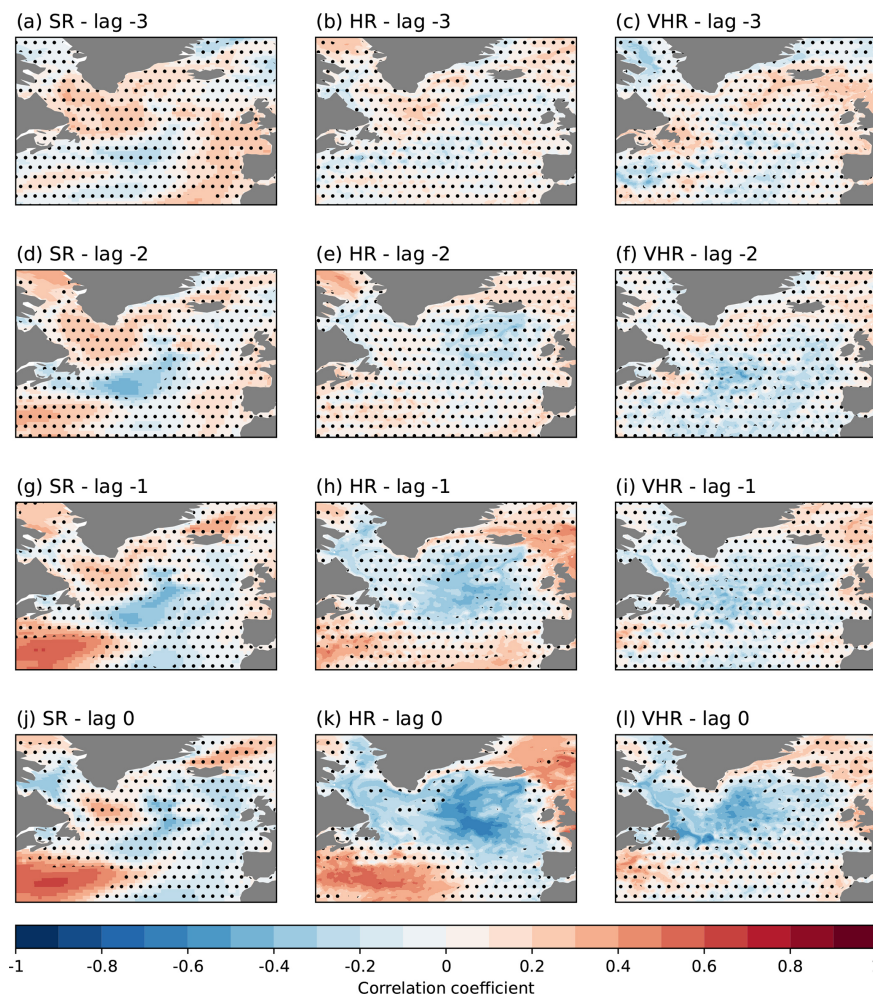 (a) SR - lag -3 (b) HR - lag -3 (c) VHR - lag -3
(d) SR - lag -2 (e) HR - lag -2 (f) VHR - lag -2
(g) SR - lag -1 (h) HR - lag -1 (i) VHR - lag -1
(j) SR - lag 0 (k) HR - lag 0 (l) VHR - lag 0
-1 -0.8 -0.6 -0.4 -0.2 0 0.2 0.4 0.6 0.8
Correlation coefficient